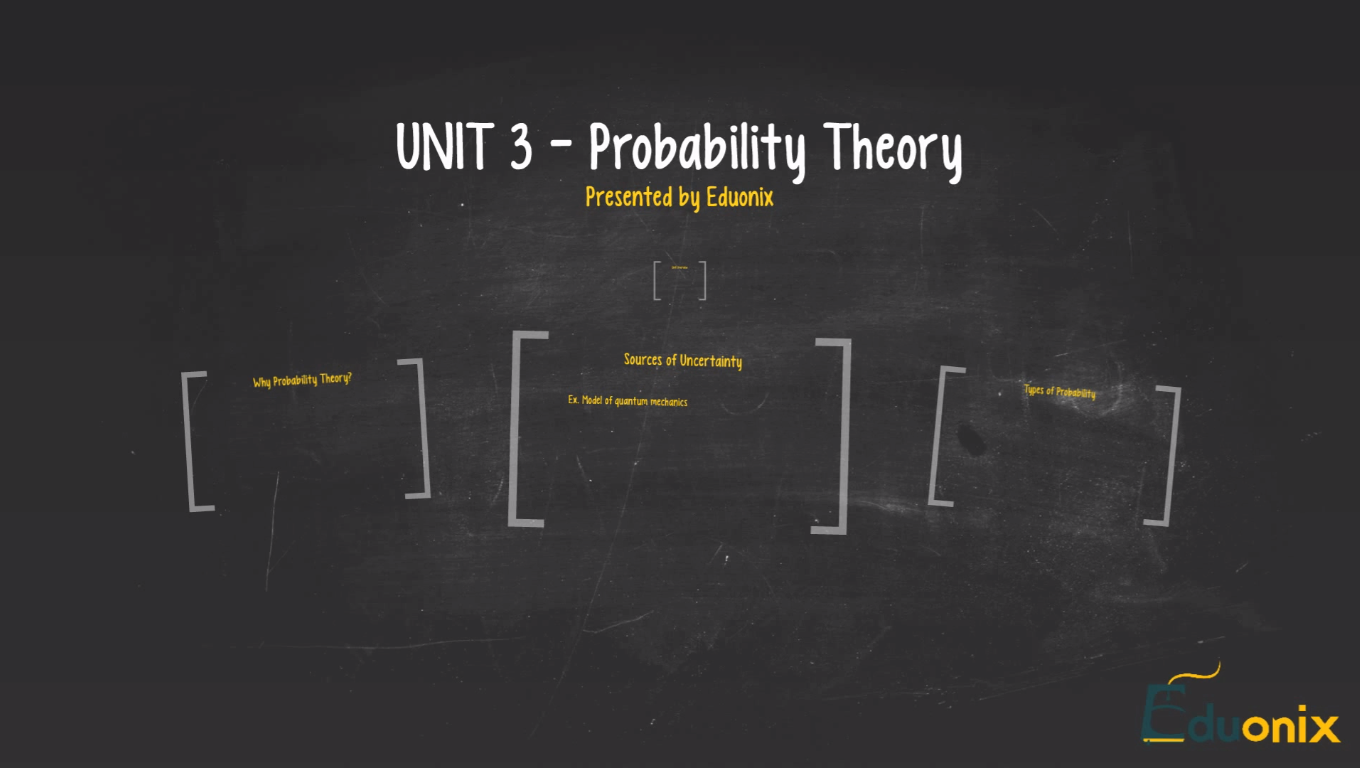 UNIT 3 - Probability Theory
Presented by Eduonix
Why Probability Theory?
Sources of Uncertainty
Ex. Model of quantum mechanics
Types of Probability
Eduonix